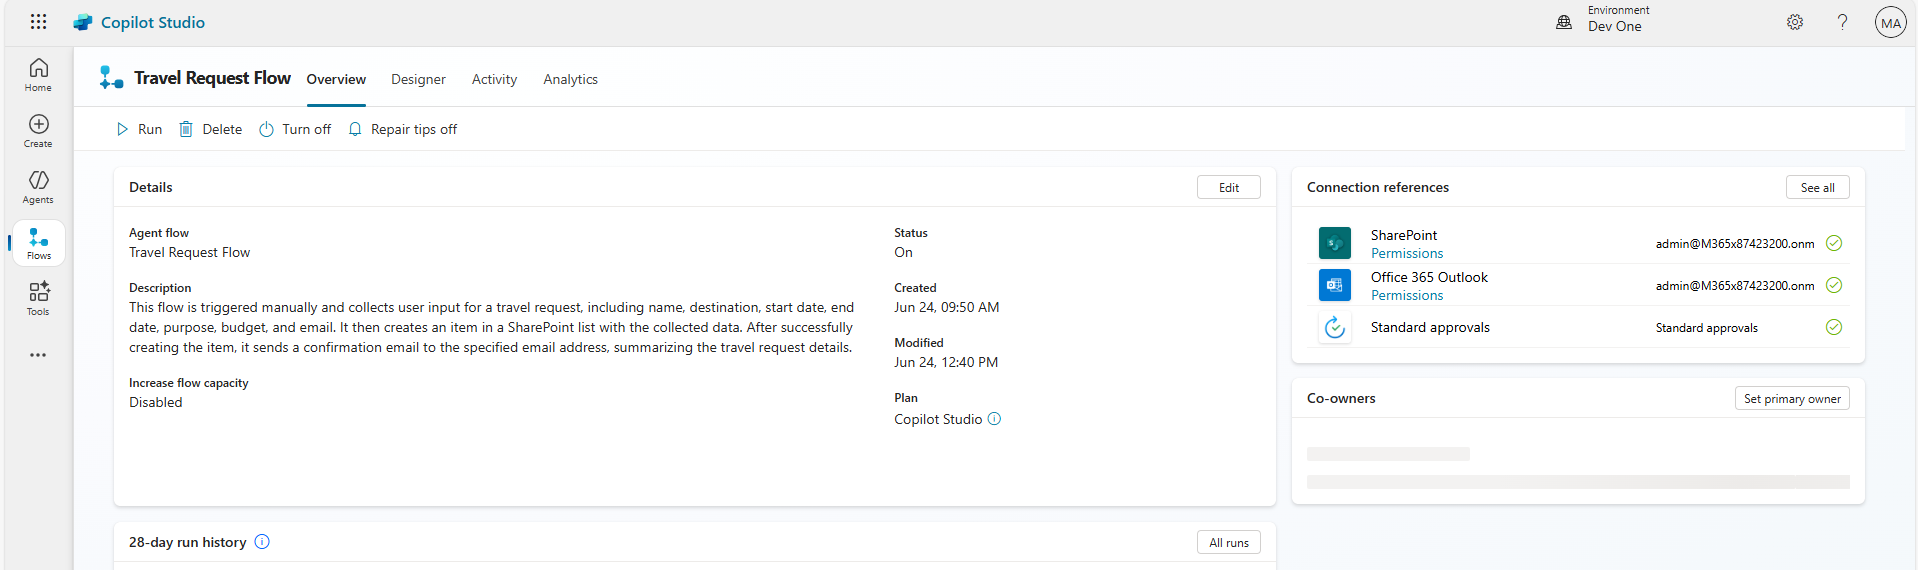 Copilot Studio
Environment
Dev One
MA
Home
Create
Agents
Flows
Tools
Travel Request Flow
Overview
Designer
Activity
Analytics
Run
Delete
Turn off
Repair tips off
Details
Edit
Agent flow
Travel Request Flow
Description
This flow is triggered manually and collects user input for a travel request, including name, destination, start date, end
date, purpose, budget, and email. It then creates an item in a SharePoint list with the collected data. After successfully
creating the item, it sends a confirmation email to the specified email address, summarizing the travel request details.
Increase flow capacity
Disabled
Status
On
Created
Jun 24, 09:50 AM
Modified
Jun 24, 12:40 PM
Plan
Copilot Studio
Connection references
See all
SharePoint
Permissions
admin@M365x87423200.onm
Office 365 Outlook
Permissions
admin@M365x87423200.onm
Standard approvals
Standard approvals
Co-owners
Set primary owner
28-day run history
All runs